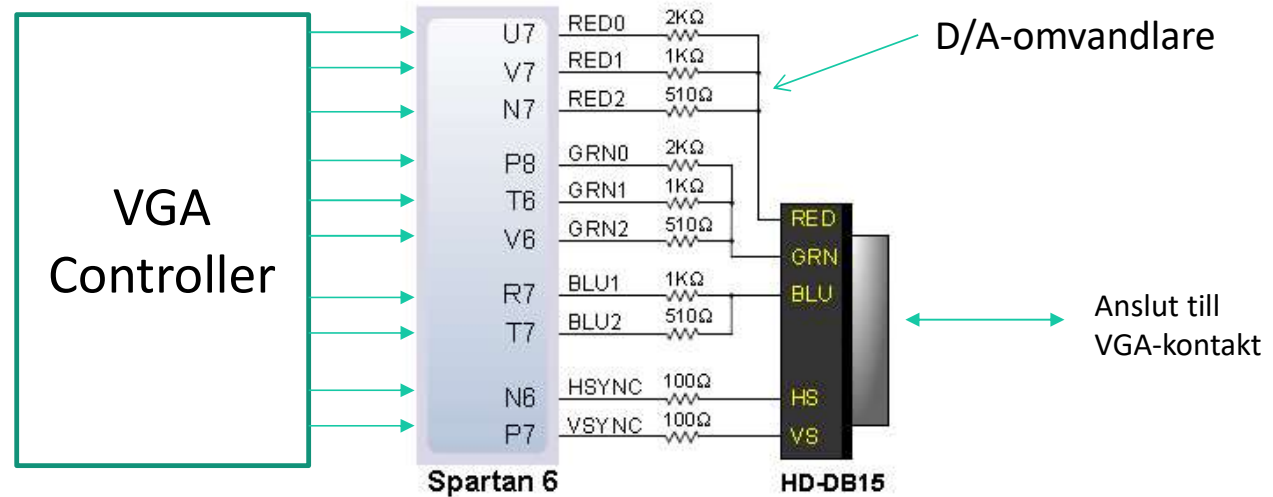 VGA
Controller
U7
V7
N7
P8
T6
V6
R7
T7
N6
P7
Spartan 6
RED0 2KΩ
RED1 1KΩ
RED2 510Ω
GRN0 2KΩ
GRN1 1KΩ
GRN2 510Ω
BLU1 1KΩ
BLU2 510Ω
HSYNC 100Ω
VSYNC 100Ω
D/A-omvandlare
RED
GRN
BLU
HS
VS
HD-DB15
Anslut till
VGA-kontakt